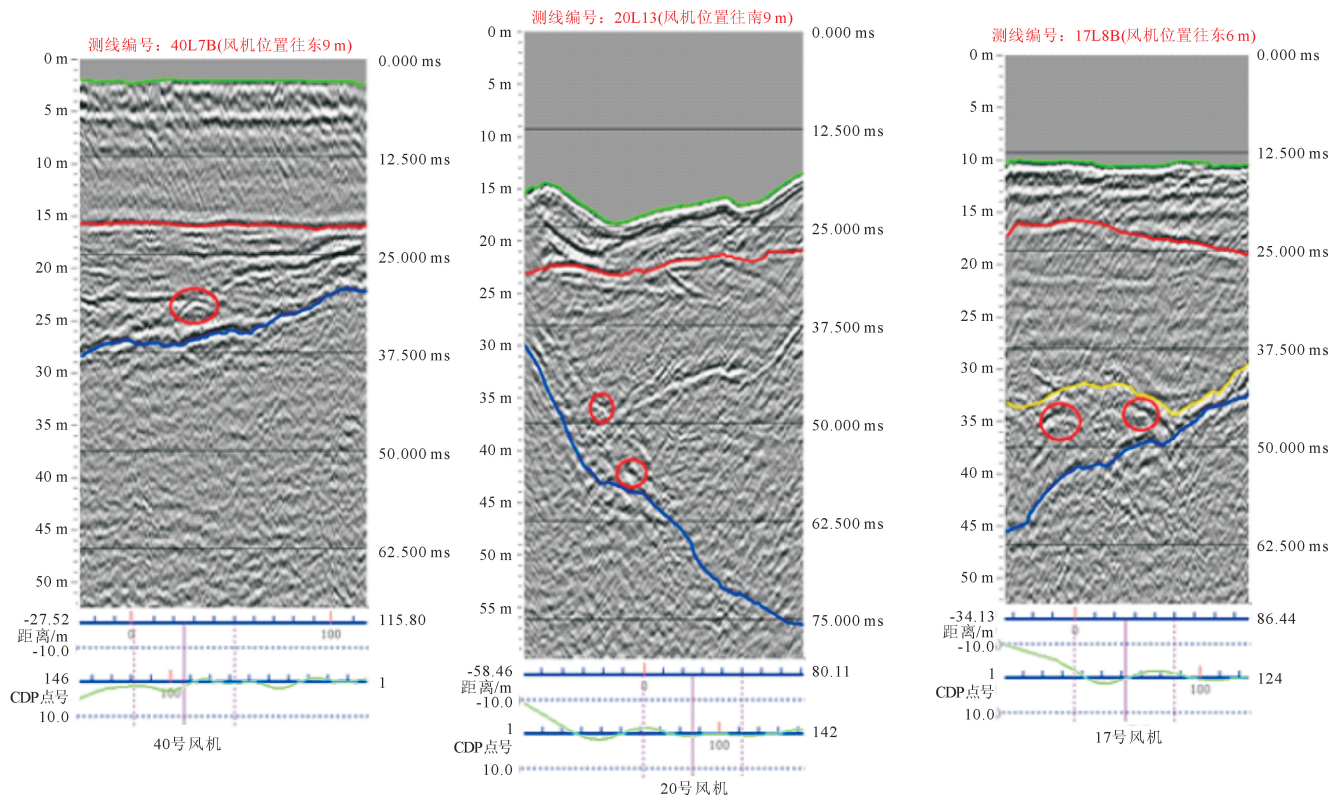 测线编号：40L7B(风机位置往东9 m)
0 m
0.000 ms
5 m
10 m
12.500 ms
15 m
20 m
25.000 ms
25 m
30 m
37.500 ms
35 m
40 m
45 m
50.000 ms
50 m
62.500 ms
-27.52
115.80
距离/m
0
100
-10.0
146
1
CDP点号
100
10.0
40号风机
测线编号：20L13(风机位置往南9 m)
0 m
0.000 ms
5 m
10 m
12.500 ms
15 m
20 m
25.000 ms
25 m
30 m
37.500 ms
35 m
40 m
50.000 ms
45 m
50 m
62.500 ms
55 m
75.000 ms
-58.46
80.11
距离/m
0
-10.0
1
142
CDP点号
100
10.0
20号风机
测线编号：17L8B(风机位置往东6 m)
0 m
0.000 ms
5 m
10 m
12.500 ms
15 m
20 m
25.000 ms
25 m
30 m
37.500 ms
35 m
40 m
50.000 ms
45 m
50 m
62.500 ms
-34.13
86.44
距离/m
0
-10.0
1
124
CDP点号
100
10.0
17号风机